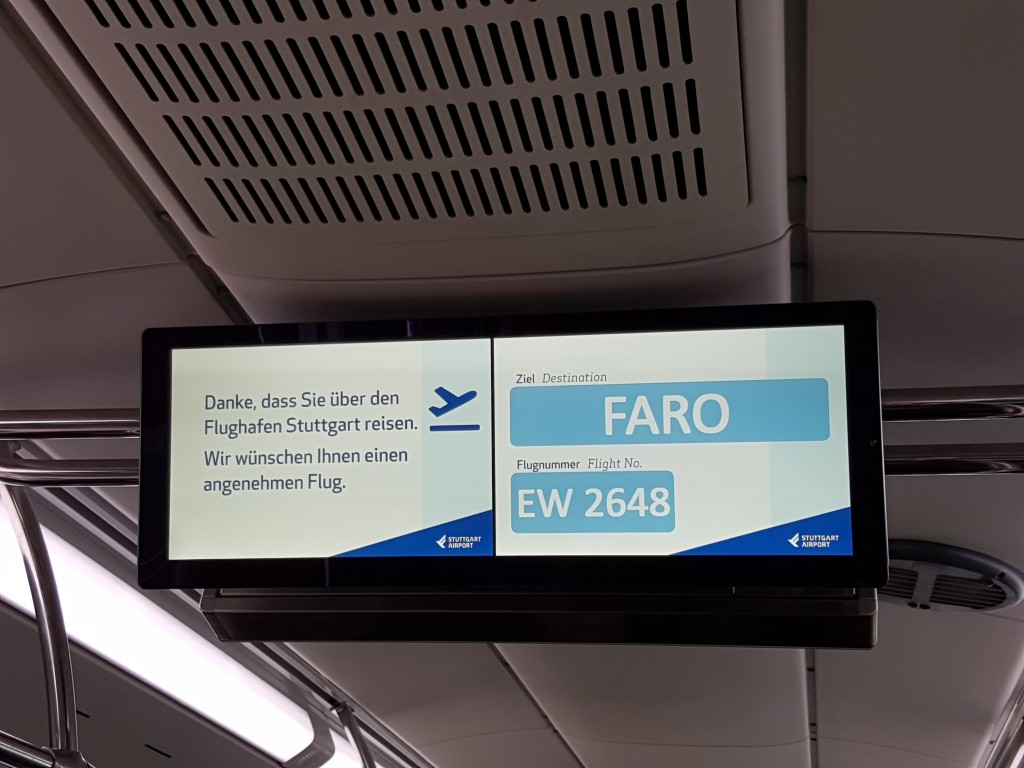 Danke, dass Sie über den
Flughafen Stuttgart reisen.
Wir wünschen Ihnen einen
angenehmen Flug.
STUTTGART
AIRPORT
Ziel Destination
FARO
Flugnummer Flight No.
EW 2648
STUTTGART
AIRPORT